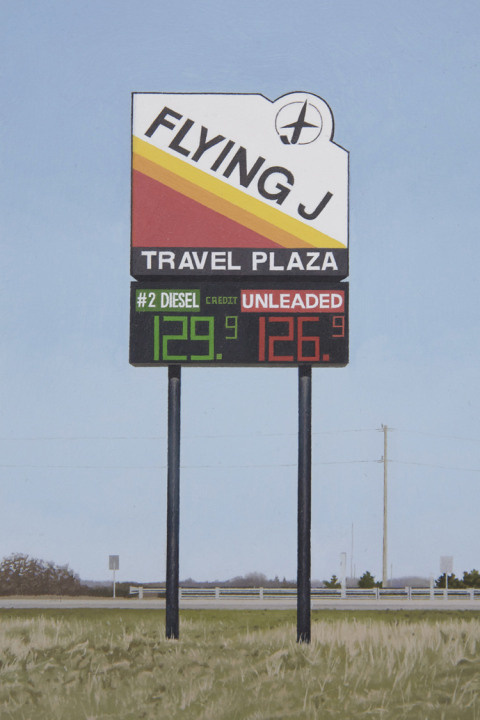 FLYING J
TRAVEL PLAZA
#2 DIESEL CREDIT UNLEADED
129.9 126.9